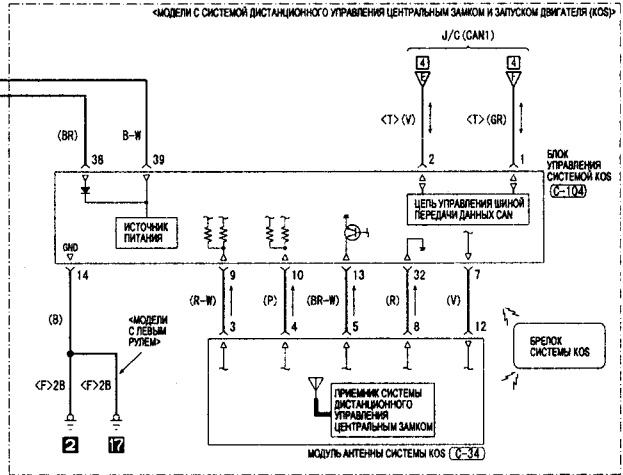 <МОДЕЛИ С СИСТЕМОЙ ДИСТАНЦИОННОГО УПРАВЛЕНИЯ ЦЕНТРАЛЬНЫМ ЗАМКОМ И ЗАПУСКОМ ДВИГАТЕЛЯ (KOS)>
J/C (CAN1)
4 4
E F
(BR) B-W <T>(V) <T>(GR)
38 39 2 1
БЛОК
УПРАВЛЕНИЯ
СИСТЕМОЙ KOS
C-104
ИСТОЧНИК
ПИТАНИЯ
ЦЕПЬ УПРАВЛЕНИЯ ШИНОЙ
ПЕРЕДАЧИ ДАННЫХ CAN
GND
14 9 10 13 32 7
(B) (R-W) (P) (BR-W) (R) (V)
3 4 5 8 12
<МОДЕЛИ
С ЛЕВЫМ
РУЛЕМ>
<F>2B <F>2B
2 17
БРЕЛОК
СИСТЕМЫ KOS
ПРИЕМНИК СИСТЕМЫ
ДИСТАНЦИОННОГО
УПРАВЛЕНИЯ
ЦЕНТРАЛЬНЫМ ЗАМКОМ
МОДУЛЬ АНТЕННЫ СИСТЕМЫ KOS C-34